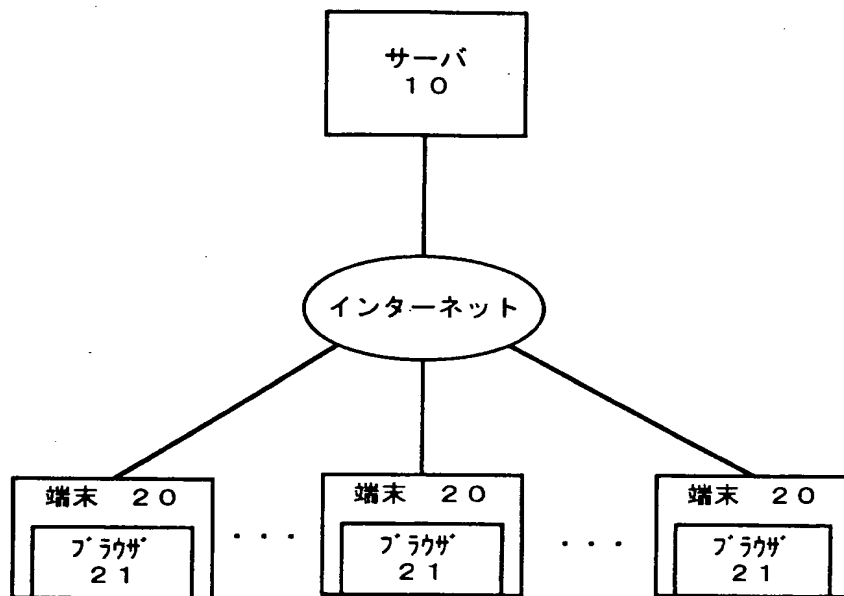 サーバ
１０
インターネット
端末　２０
ﾌﾞﾗｳｻﾞ
２１
・・・
端末　２０
ﾌﾞﾗｳｻﾞ
２１
・・・
端末　２０
ﾌﾞﾗｳｻﾞ
２１